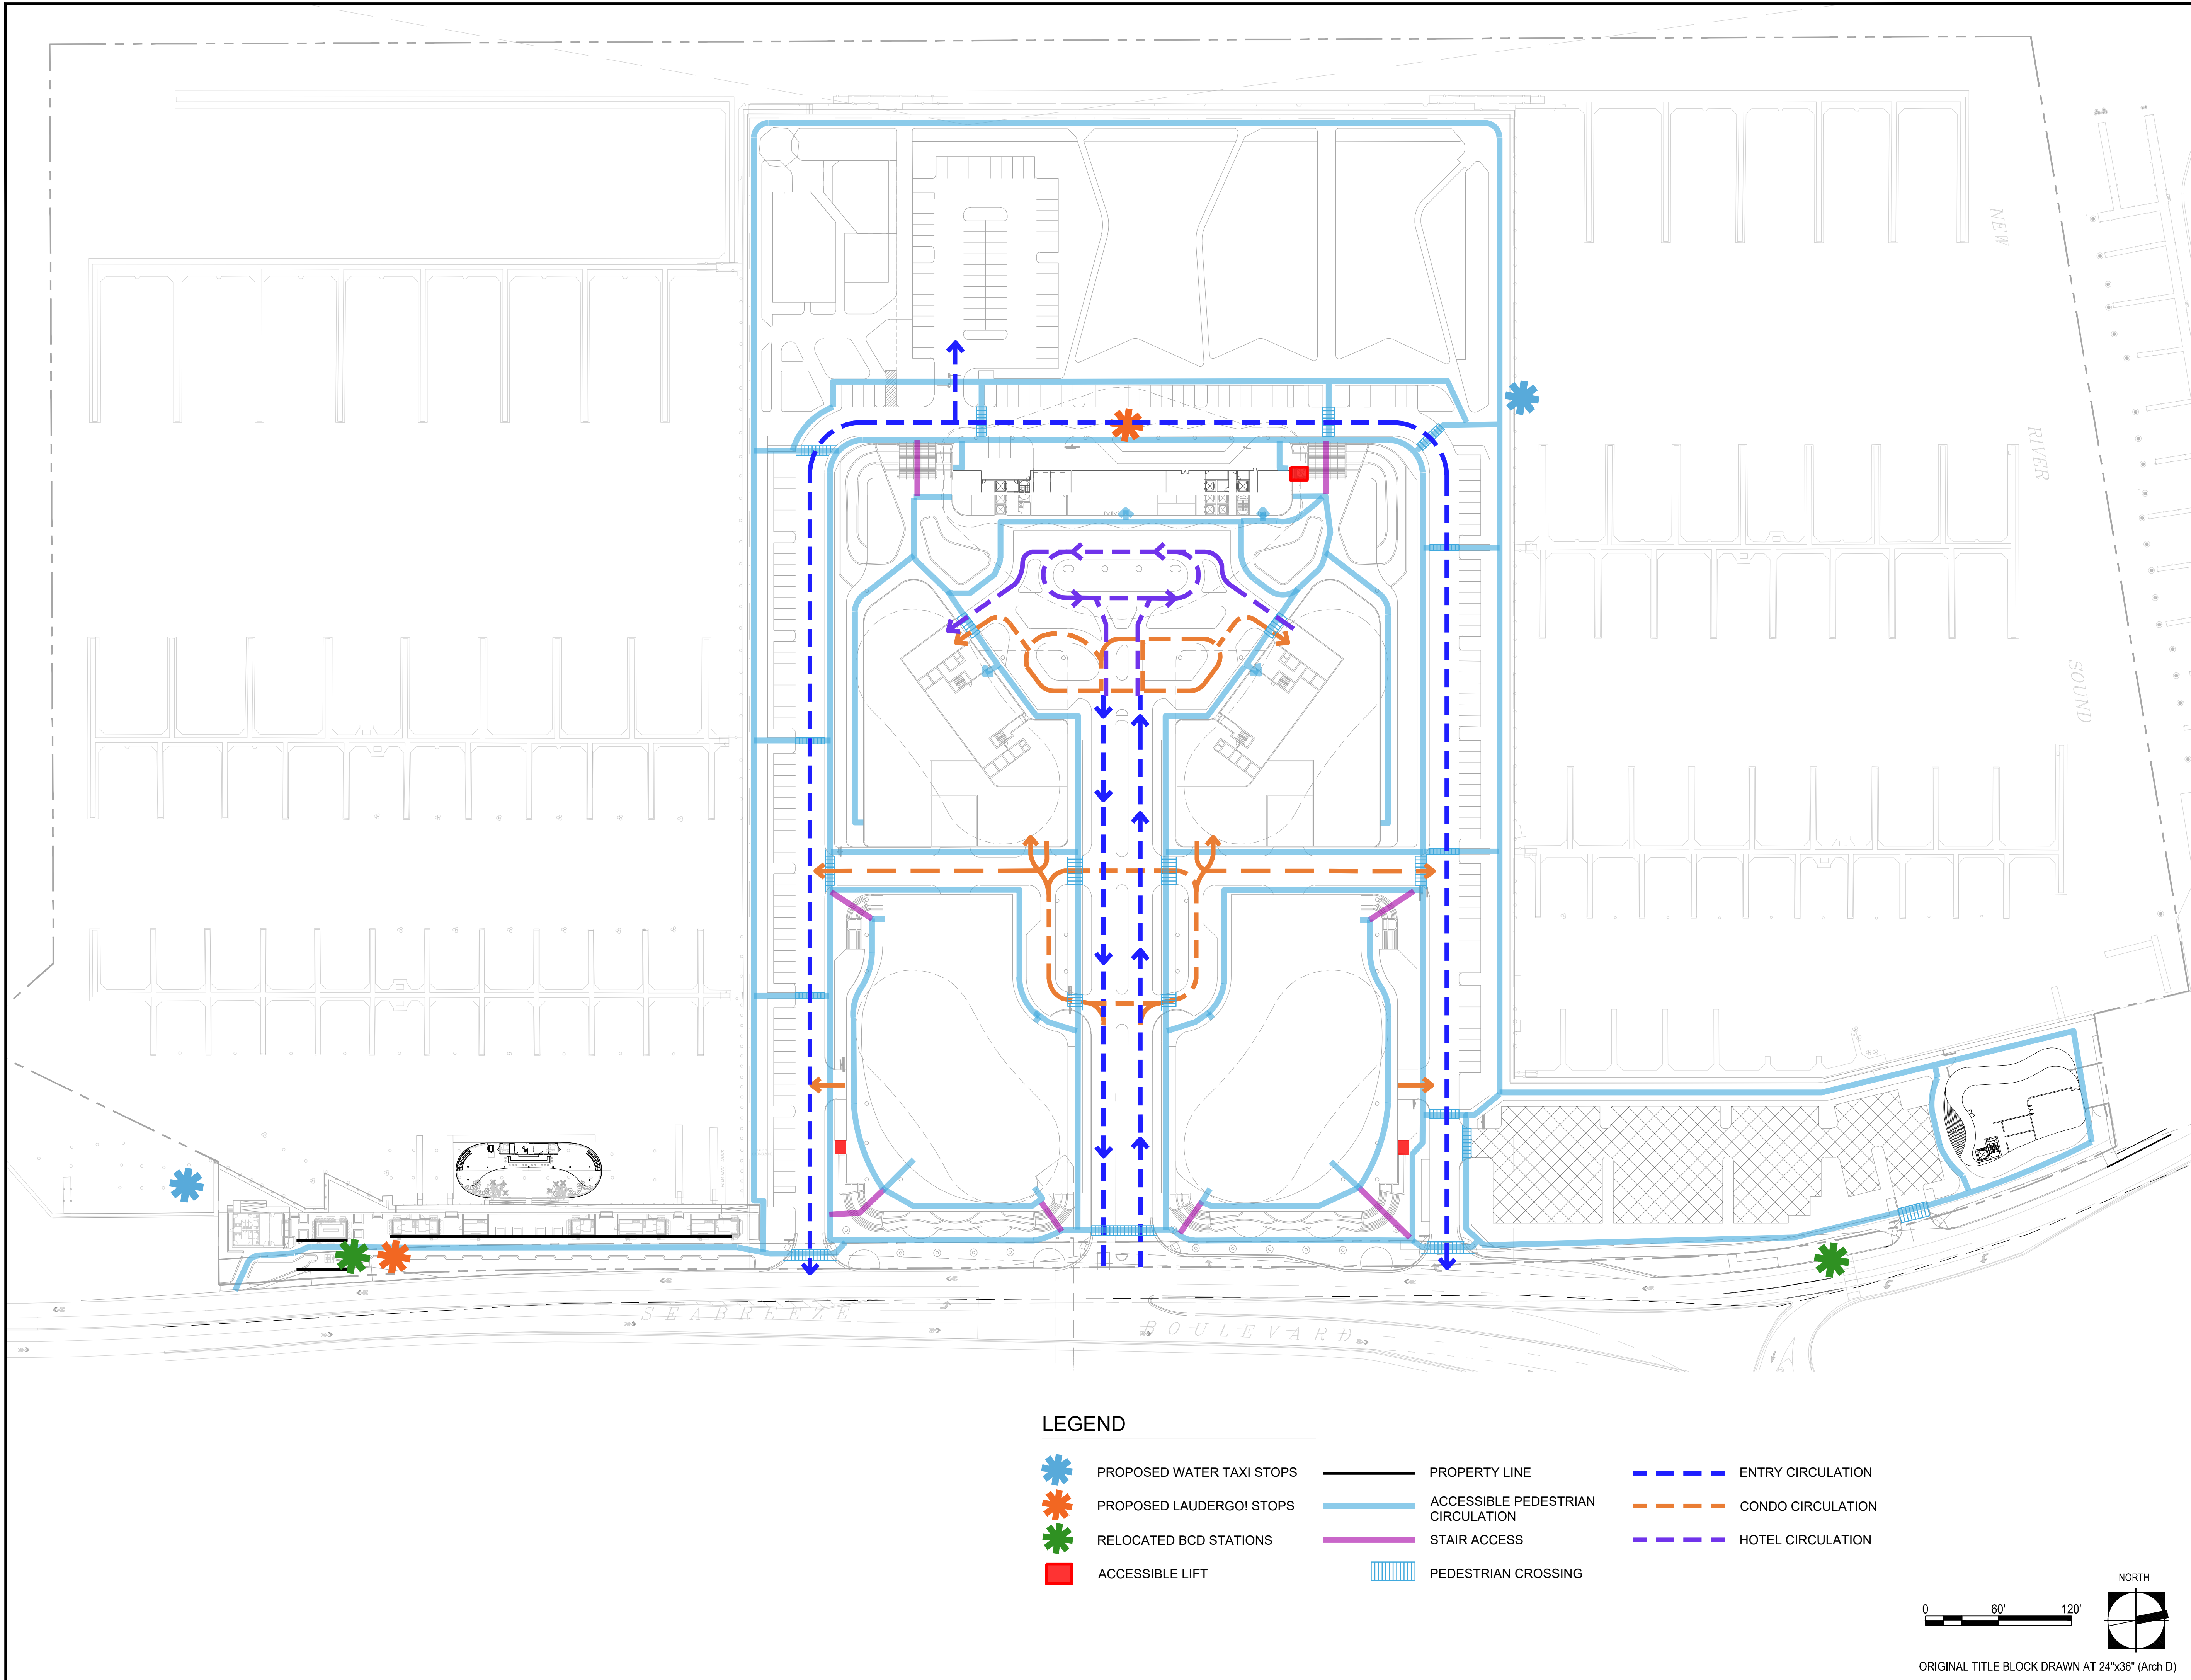 NEW
RIVER
SOUND
SEABREEZE
BOULEVARD
LEGEND
PROPOSED WATER TAXI STOPS
PROPOSED LAUDERGO! STOPS
RELOCATED BCD STATIONS
ACCESSIBLE LIFT
PROPERTY LINE
ACCESSIBLE PEDESTRIAN
CIRCULATION
STAIR ACCESS
PEDESTRIAN CROSSING
ENTRY CIRCULATION
CONDO CIRCULATION
HOTEL CIRCULATION
NORTH
0 60' 120'
ORIGINAL TITLE BLOCK DRAWN AT 24"x36" (Arch D)